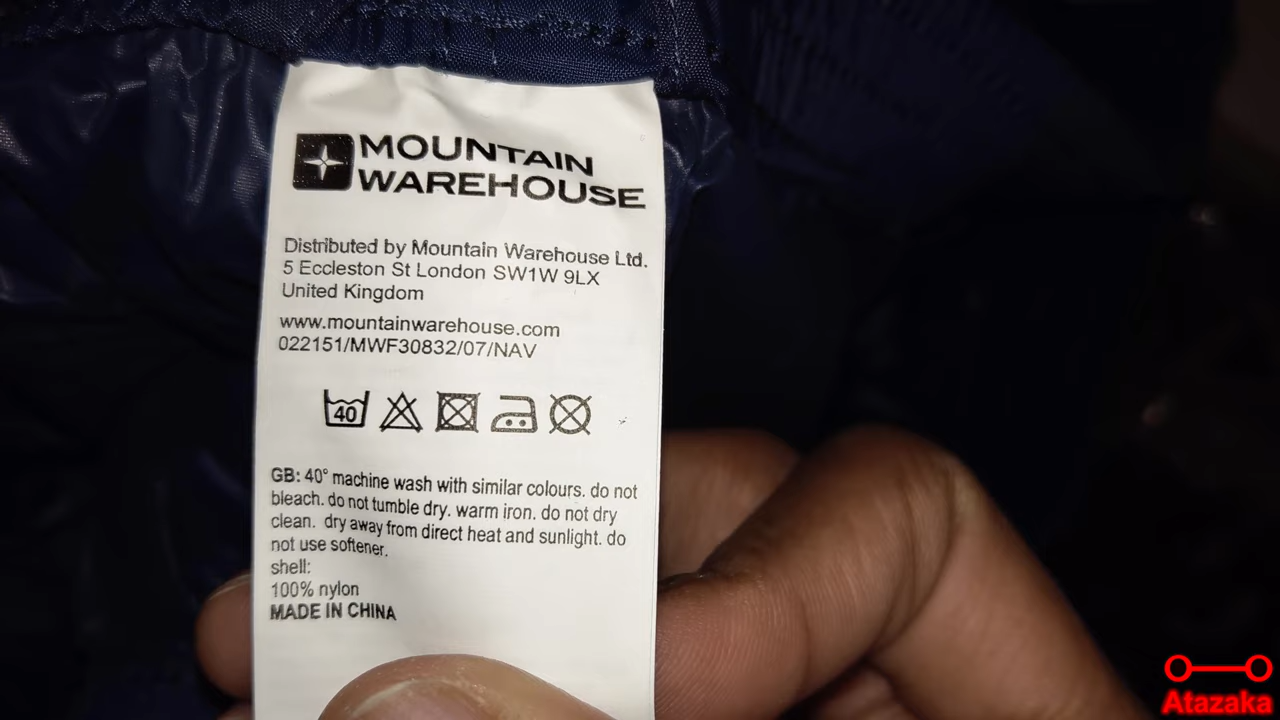 MOUNTAIN
WAREHOUSE
Distributed by Mountain Warehouse Ltd.
5 Eccleston St London SW1W 9LX
United Kingdom
www.mountainwarehouse.com
022151/MWF30832/07/NAV
40
GB: 40° machine wash with similar colours. do not
bleach. do not tumble dry. warm iron. do not dry
clean. dry away from direct heat and sunlight. do
not use softener.
shell:
100% nylon
MADE IN CHINA
Atazaka